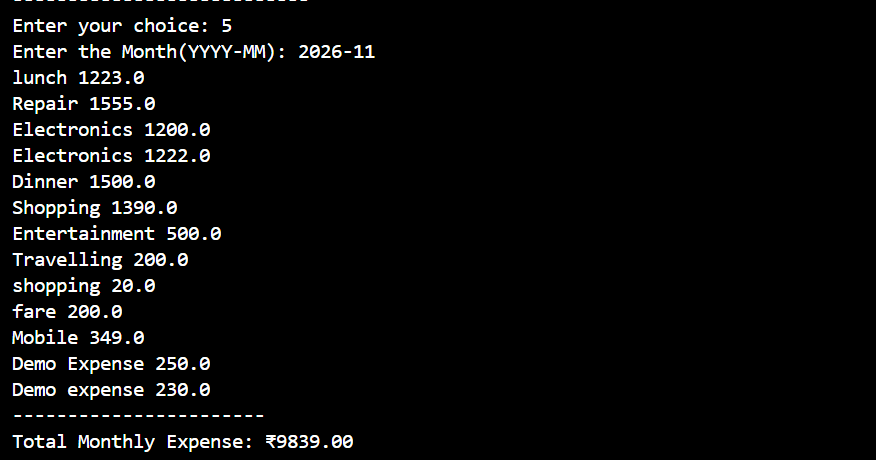 ----------------------------
Enter your choice: 5
Enter the Month(YYYY-MM): 2026-11
lunch 1223.0
Repair 1555.0
Electronics 1200.0
Electronics 1222.0
Dinner 1500.0
Shopping 1390.0
Entertainment 500.0
Travelling 200.0
shopping 20.0
fare 200.0
Mobile 349.0
Demo Expense 250.0
Demo expense 230.0
-----------------------
Total Monthly Expense: ₹9839.00